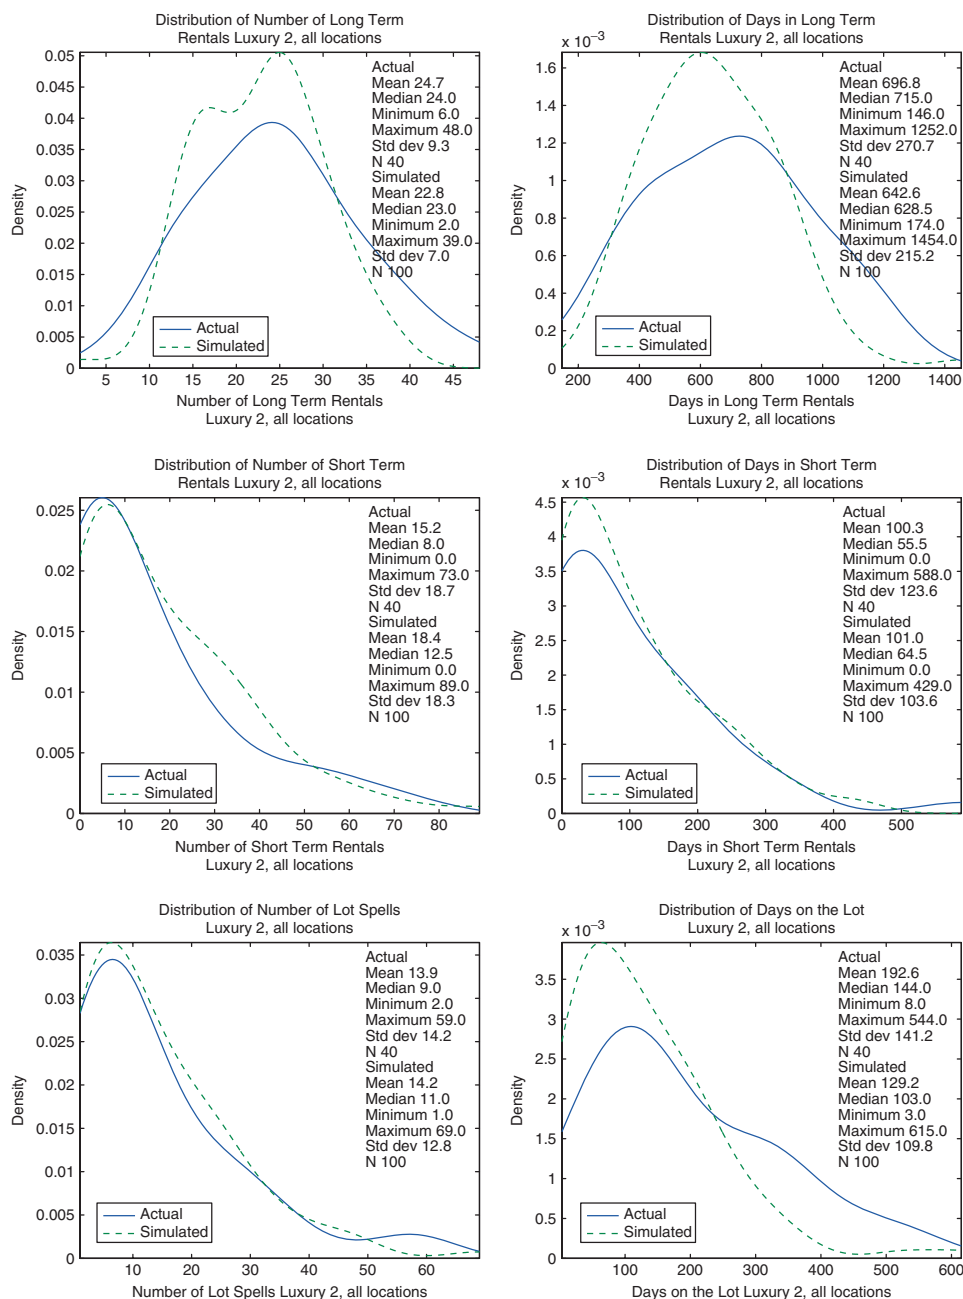 Distribution of Number of Long Term
Rentals Luxury 2, all locations
0.05
0.045
0.04
0.035
0.03
0.025
0.02
0.015
0.01
0.005
0
Density
Actual
Mean 24.7
Median 24.0
Minimum 6.0
Maximum 48.0
Std dev 9.3
N 40
Simulated
Mean 22.8
Median 23.0
Minimum 2.0
Maximum 39.0
Std dev 7.0
N 100
Actual
Simulated
5 10 15 20 25 30 35 40 45
Number of Long Term Rentals
Luxury 2, all locations
Distribution of Days in Long Term
Rentals Luxury 2, all locations
x 10⁻³
1.6
1.4
1.2
1
0.8
0.6
0.4
0.2
0
Density
Actual
Mean 696.8
Median 715.0
Minimum 146.0
Maximum 1252.0
Std dev 270.7
N 40
Simulated
Mean 642.6
Median 628.5
Minimum 174.0
Maximum 1454.0
Std dev 215.2
N 100
Actual
Simulated
200 400 600 800 1000 1200 1400
Days in Long Term Rentals
Luxury 2, all locations
Distribution of Number of Short Term
Rentals Luxury 2, all locations
0.025
0.02
0.015
0.01
0.005
0
Density
Actual
Mean 15.2
Median 8.0
Minimum 0.0
Maximum 73.0
Std dev 18.7
N 40
Simulated
Mean 18.4
Median 12.5
Minimum 0.0
Maximum 89.0
Std dev 18.3
N 100
Actual
Simulated
0 10 20 30 40 50 60 70 80
Number of Short Term Rentals
Luxury 2, all locations
Distribution of Days in Short Term
Rentals Luxury 2, all locations
x 10⁻³
4.5
4
3.5
3
2.5
2
1.5
1
0.5
0
Density
Actual
Mean 100.3
Median 55.5
Minimum 0.0
Maximum 588.0
Std dev 123.6
N 40
Simulated
Mean 101.0
Median 64.5
Minimum 0.0
Maximum 429.0
Std dev 103.6
N 100
Actual
Simulated
0 100 200 300 400 500
Days in Short Term Rentals
Luxury 2, all locations
Distribution of Number of Lot Spells
Luxury 2, all locations
0.035
0.03
0.025
0.02
0.015
0.01
0.005
0
Density
Actual
Mean 13.9
Median 9.0
Minimum 2.0
Maximum 59.0
Std dev 14.2
N 40
Simulated
Mean 14.2
Median 11.0
Minimum 1.0
Maximum 69.0
Std dev 12.8
N 100
Actual
Simulated
10 20 30 40 50 60
Number of Lot Spells Luxury 2, all locations
Distribution of Days on the Lot
Luxury 2, all locations
x 10⁻³
3.5
3
2.5
2
1.5
1
0.5
0
Density
Actual
Mean 192.6
Median 144.0
Minimum 8.0
Maximum 544.0
Std dev 141.2
N 40
Simulated
Mean 129.2
Median 103.0
Minimum 3.0
Maximum 615.0
Std dev 109.8
N 100
Actual
Simulated
100 200 300 400 500 600
Days on the Lot Luxury 2, all locations